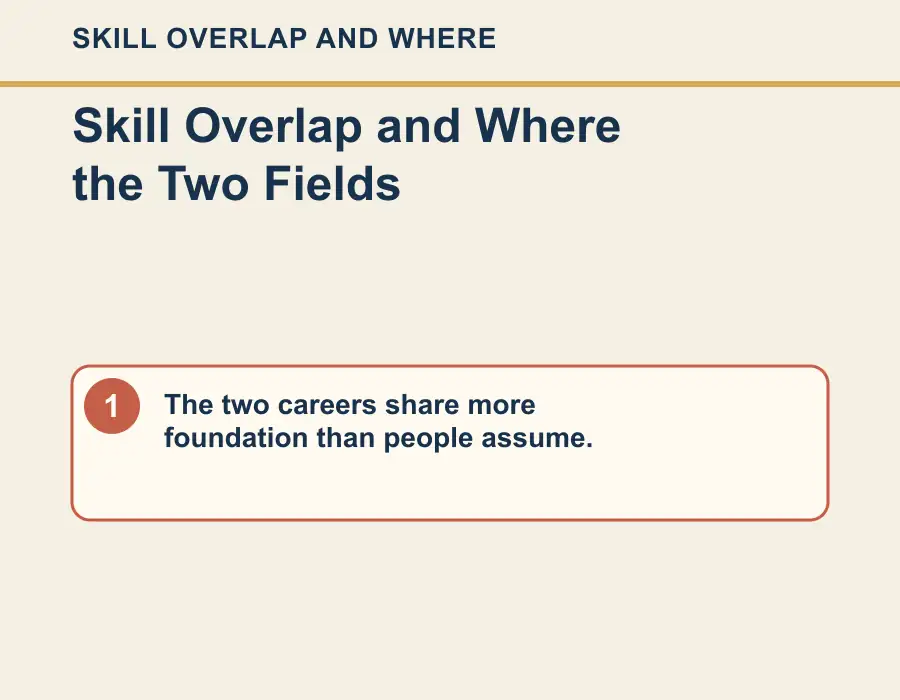 SKILL OVERLAP AND WHERE
Skill Overlap and Where
the Two Fields
1
The two careers share more
foundation than people assume.